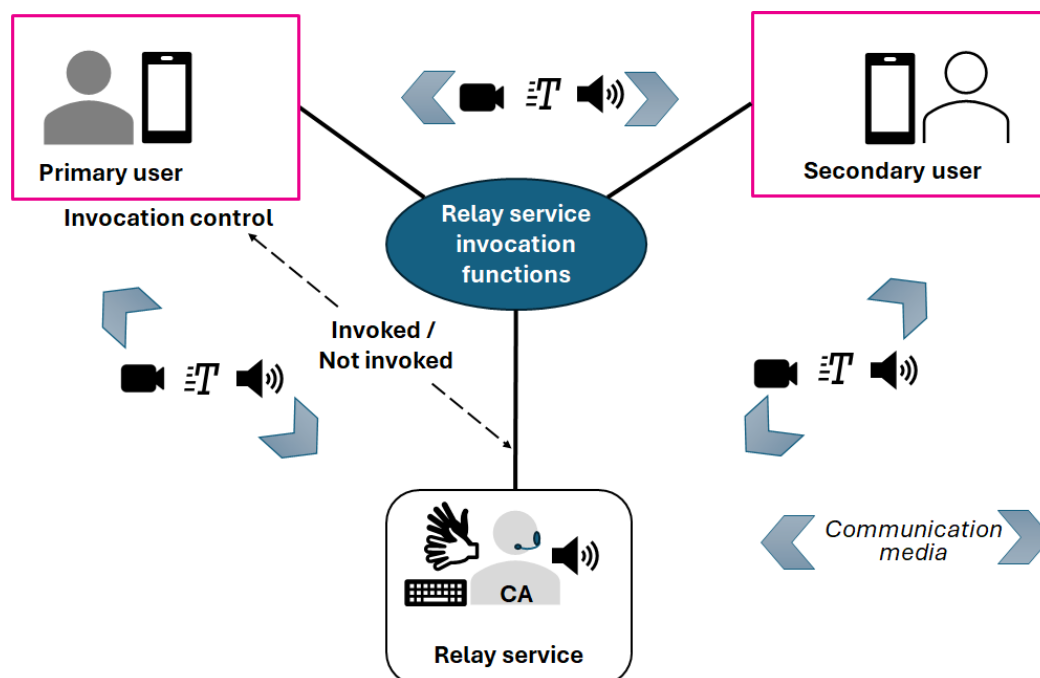 Primary user
Secondary user
Invocation control
Relay service
invocation
functions
Invoked /
Not invoked
T
T
T
Communication
media
CA
Relay service